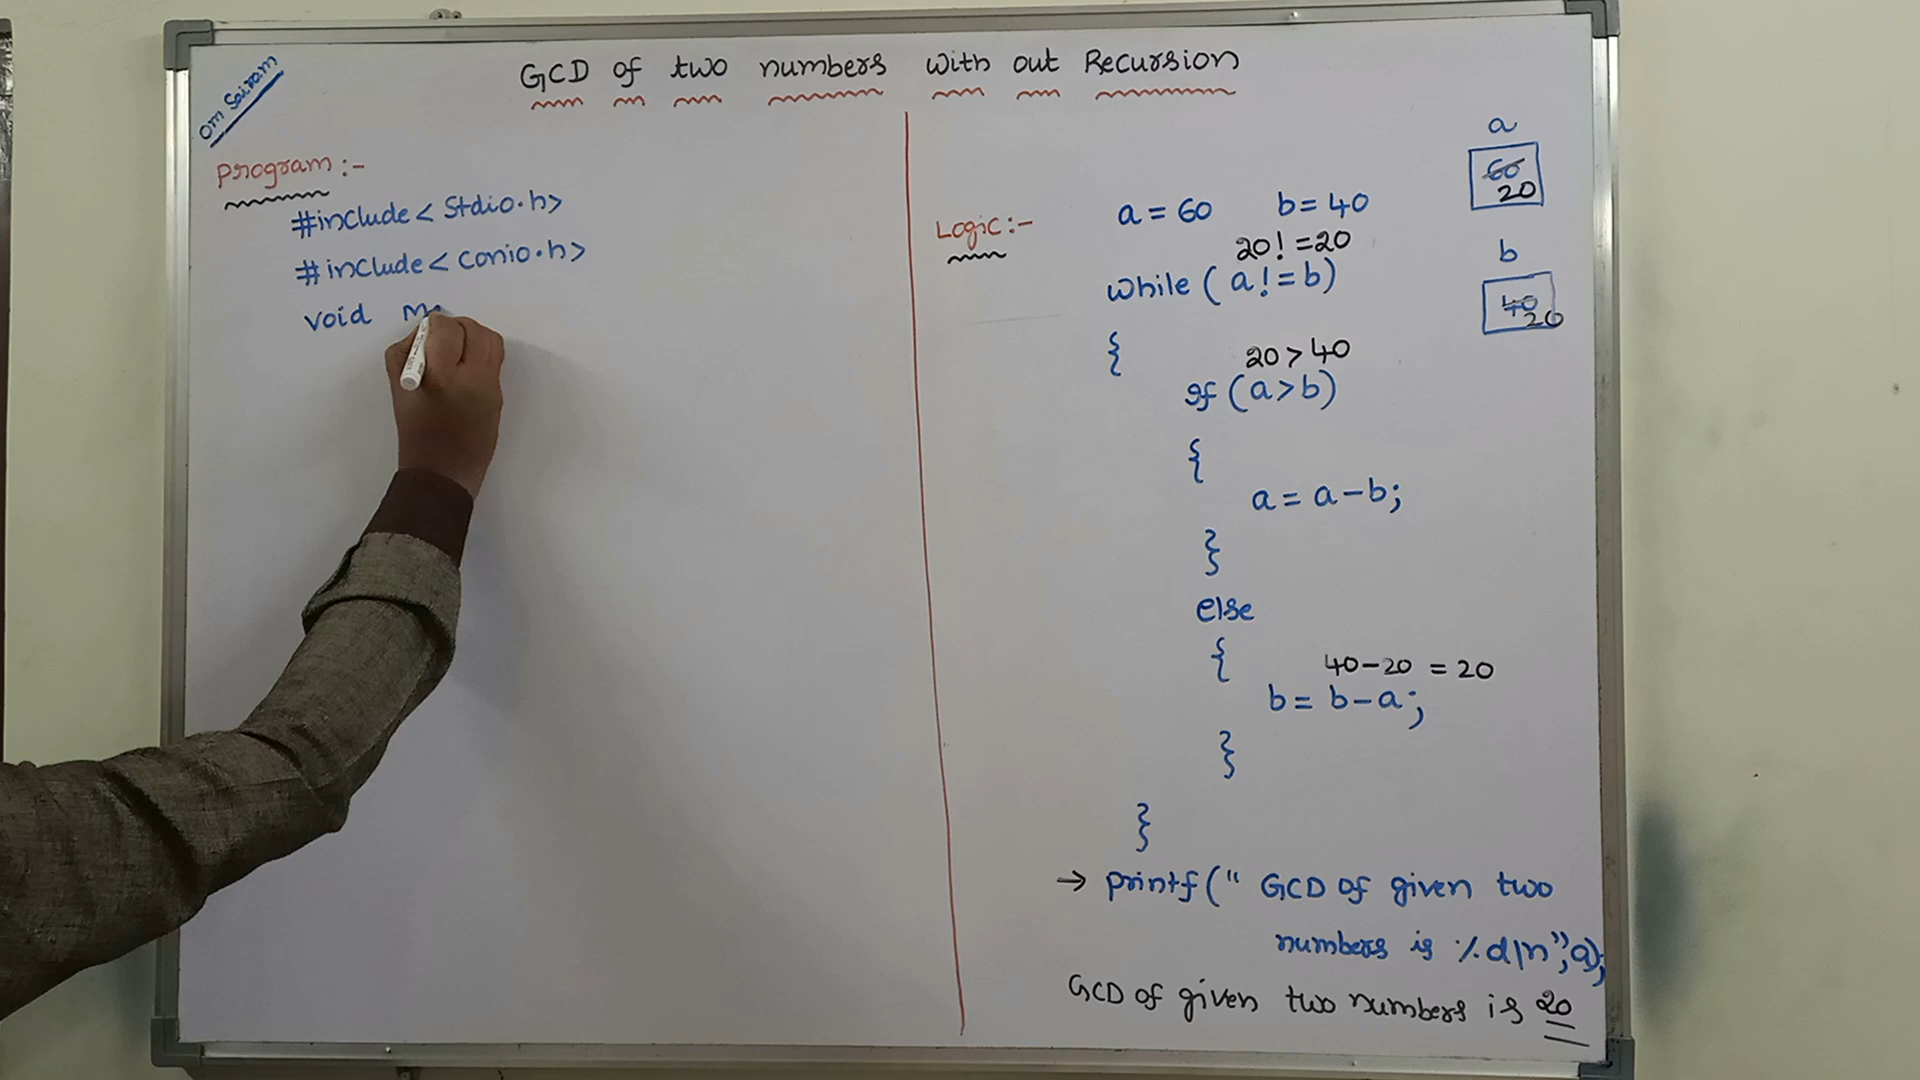 GCD of two numbers with out Recursion
Om Sairam
Program :-
#include< Stdio.h>
#include< conio.h>
void
Logic :-
a = 60 b = 40
20! =20
while ( a! = b)
{
20 > 40
if (a>b)
{
a = a-b;
}
else
{
40-20 = 20
b = b-a;
}
}
→ printf(" GCD of given two
numbers is %d\n",a);
GCD of given two numbers is 20
a
60
20
b
40
20